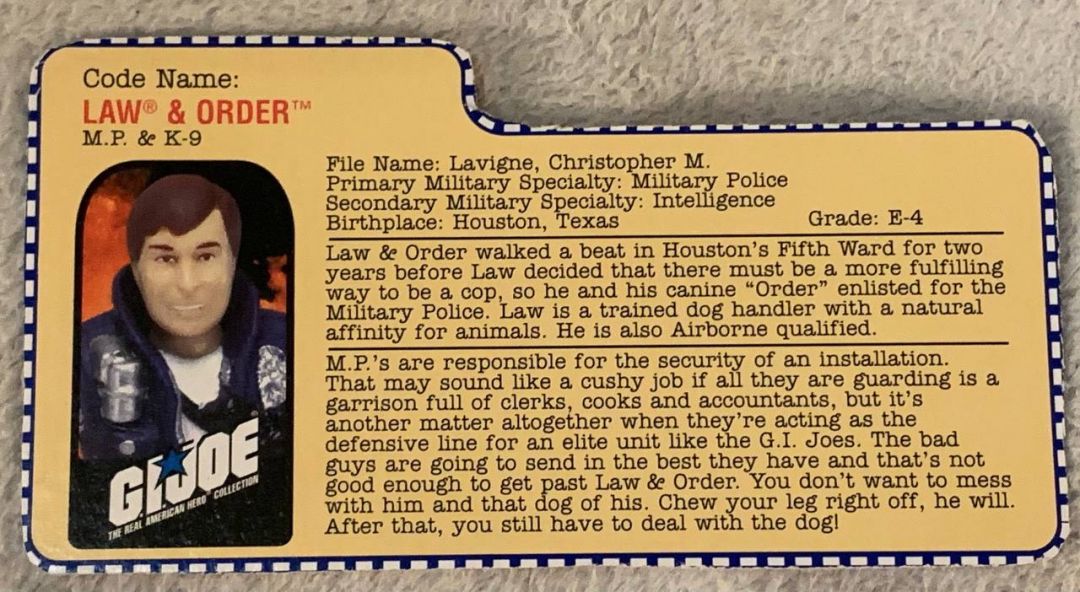 Code Name:
LAW® & ORDER™
M.P. & K-9
File Name: Lavigne, Christopher M.
Primary Military Specialty: Military Police
Secondary Military Specialty: Intelligence
Birthplace: Houston, Texas Grade: E-4
Law & Order walked a beat in Houston's Fifth Ward for two
years before Law decided that there must be a more fulfilling
way to be a cop, so he and his canine “Order” enlisted for the
Military Police. Law is a trained dog handler with a natural
affinity for animals. He is also Airborne qualified.
M.P.'s are responsible for the security of an installation.
That may sound like a cushy job if all they are guarding is a
garrison full of clerks, cooks and accountants, but it's
another matter altogether when they're acting as the
defensive line for an elite unit like the G.I. Joes. The bad
guys are going to send in the best they have and that's not
good enough to get past Law & Order. You don't want to mess
with him and that dog of his. Chew your leg right off, he will.
After that, you still have to deal with the dog!
G.I.JOE®
THE REAL AMERICAN HERO® COLLECTION